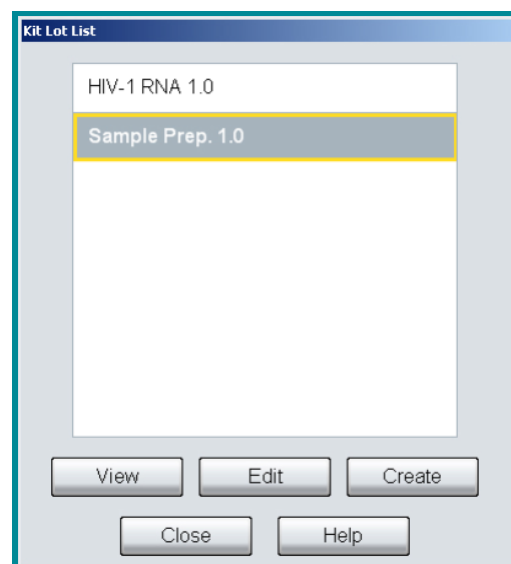 Kit Lot List
HIV-1 RNA 1.0
Sample Prep. 1.0
View Edit Create
Close Help